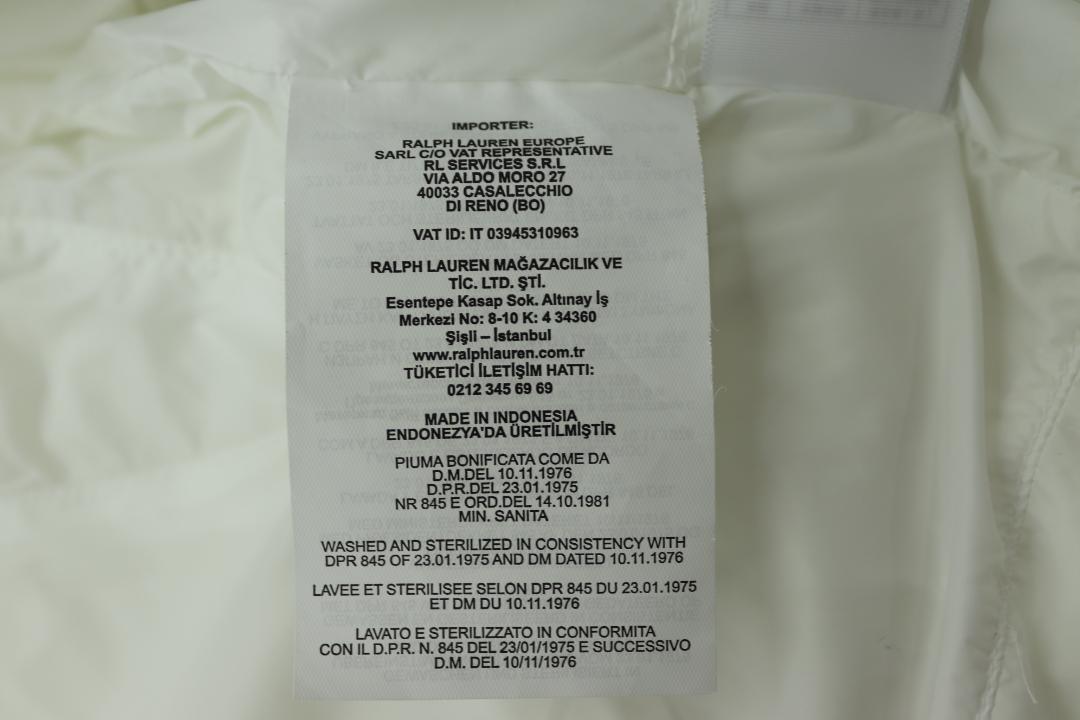 IMPORTER:
RALPH LAUREN EUROPE
SARL C/O VAT REPRESENTATIVE
RL SERVICES S.R.L
VIA ALDO MORO 27
40033 CASALECCHIO
DI RENO (BO)
VAT ID: IT 03945310963
RALPH LAUREN MAĞAZACILIK VE
TİC. LTD. ŞTİ.
Esentepe Kasap Sok. Altınay İş
Merkezi No: 8-10 K: 4 34360
Şişli – İstanbul
www.ralphlauren.com.tr
TÜKETİCİ İLETİŞİM HATTI:
0212 345 69 69
MADE IN INDONESIA
ENDONEZYA'DA ÜRETİLMİŞTİR
PIUMA BONIFICATA COME DA
D.M.DEL 10.11.1976
D.P.R.DEL 23.01.1975
NR 845 E ORD.DEL 14.10.1981
MIN. SANITA
WASHED AND STERILIZED IN CONSISTENCY WITH
DPR 845 OF 23.01.1975 AND DM DATED 10.11.1976
LAVEE ET STERILISEE SELON DPR 845 DU 23.01.1975
ET DM DU 10.11.1976
LAVATO E STERILIZZATO IN CONFORMITA
CON IL D.P.R. N. 845 DEL 23/01/1975 E SUCCESSIVO
D.M. DEL 10/11/1976